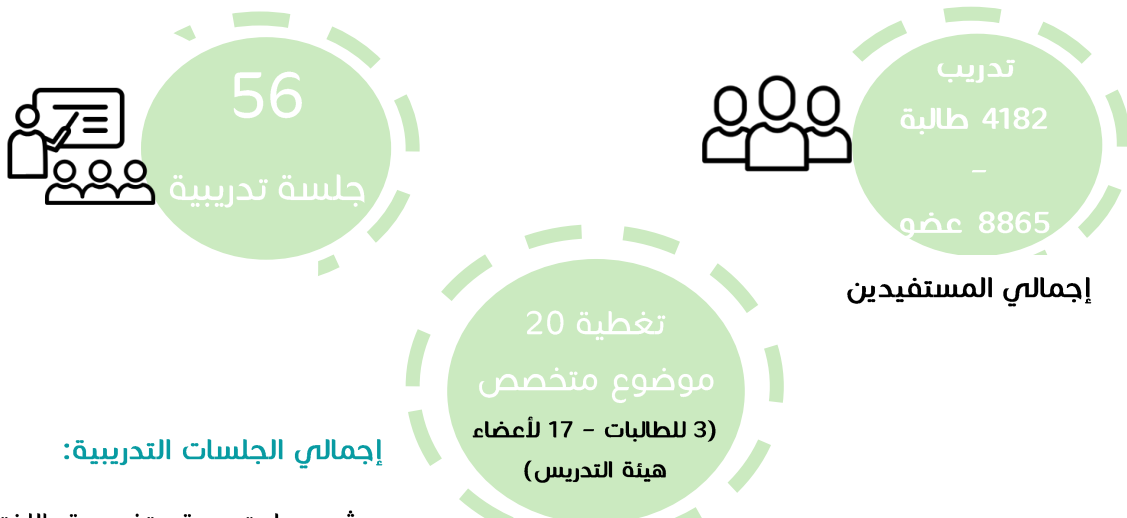 تدريب
4182 طالبة
–
8865 عضو
إجمالي المستفيدين
56
جلسة تدريبية
تغطية 20
موضوع متخصص
(3 للطالبات – 17 لأعضاء
هيئة التدريس)
إجمالي الجلسات التدريبية: